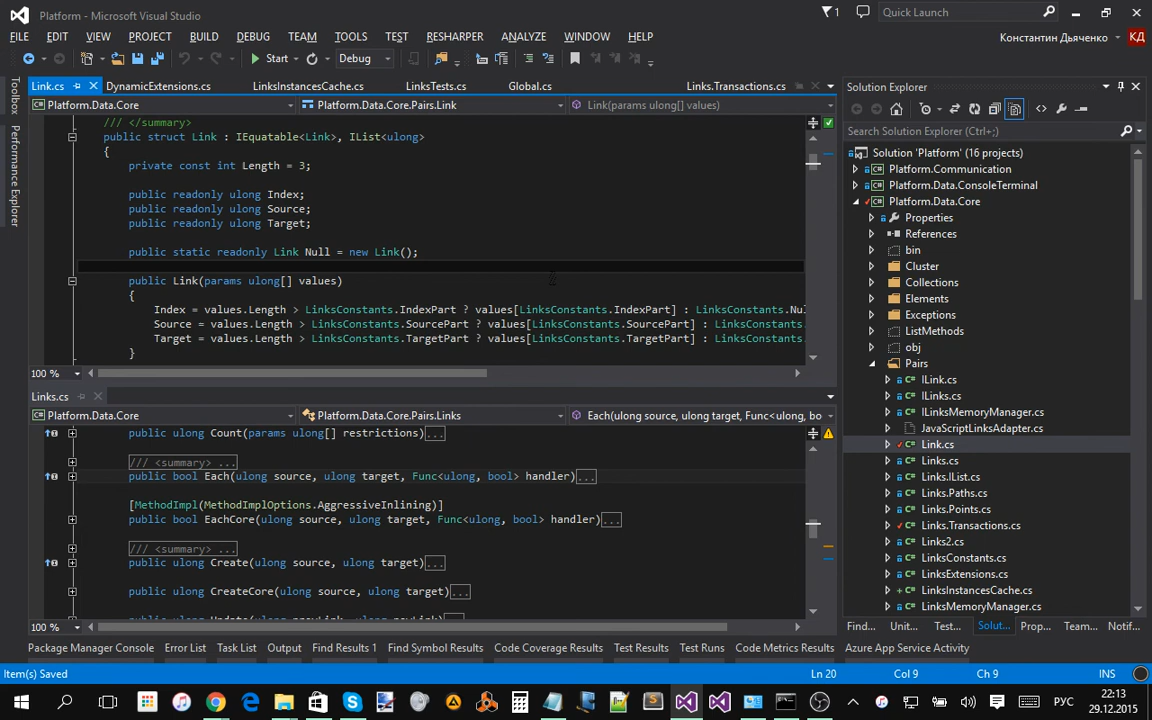 Platform - Microsoft Visual Studio
1
Quick Launch
FILE EDIT VIEW PROJECT BUILD DEBUG TEAM TOOLS TEST RESHARPER ANALYZE WINDOW HELP
Константин Дьяченко КД
Start Debug
Toolbox
Performance Explorer
Link.cs DynamicExtensions.cs LinksInstancesCache.cs LinksTests.cs Global.cs Links.Transactions.cs
Platform.Data.Core Platform.Data.Core.Pairs.Link Link(params ulong[] values)
/// </summary>
public struct Link : IEquatable<Link>, IList<ulong>
{
private const int Length = 3;
public readonly ulong Index;
public readonly ulong Source;
public readonly ulong Target;
public static readonly Link Null = new Link();
public Link(params ulong[] values)
{
Index = values.Length > LinksConstants.IndexPart ? values[LinksConstants.IndexPart] : LinksConstants.Nul
Source = values.Length > LinksConstants.SourcePart ? values[LinksConstants.SourcePart] : LinksConstants.
Target = values.Length > LinksConstants.TargetPart ? values[LinksConstants.TargetPart] : LinksConstants.
}
100 %
Links.cs
Platform.Data.Core Platform.Data.Core.Pairs.Links Each(ulong source, ulong target, Func<ulong, bo
public ulong Count(params ulong[] restrictions)...
/// <summary> ...
public bool Each(ulong source, ulong target, Func<ulong, bool> handler)...
[MethodImpl(MethodImplOptions.AggressiveInlining)]
public bool EachCore(ulong source, ulong target, Func<ulong, bool> handler)...
/// <summary> ...
public ulong Create(ulong source, ulong target)...
public ulong CreateCore(ulong source, ulong target)...
100 %
Solution Explorer
Search Solution Explorer (Ctrl+;)
Solution 'Platform' (16 projects)
Platform.Communication
Platform.Data.ConsoleTerminal
Platform.Data.Core
Properties
References
bin
Cluster
Collections
Elements
Exceptions
ListMethods
obj
Pairs
ILink.cs
ILinks.cs
ILinksMemoryManager.cs
JavaScriptLinksAdapter.cs
Link.cs
Links.cs
Links.IList.cs
Links.Paths.cs
Links.Points.cs
Links.Transactions.cs
Links2.cs
LinksConstants.cs
LinksExtensions.cs
LinksInstancesCache.cs
LinksMemoryManager.cs
Find... Unit... Test... Solut... Prop... Team... Notif...
Package Manager Console Error List Task List Output Find Results 1 Find Symbol Results Code Coverage Results Test Results Test Runs Code Metrics Results Azure App Service Activity
Item(s) Saved Ln 20 Col 9 Ch 9 INS
РУС 22:13
29.12.2015